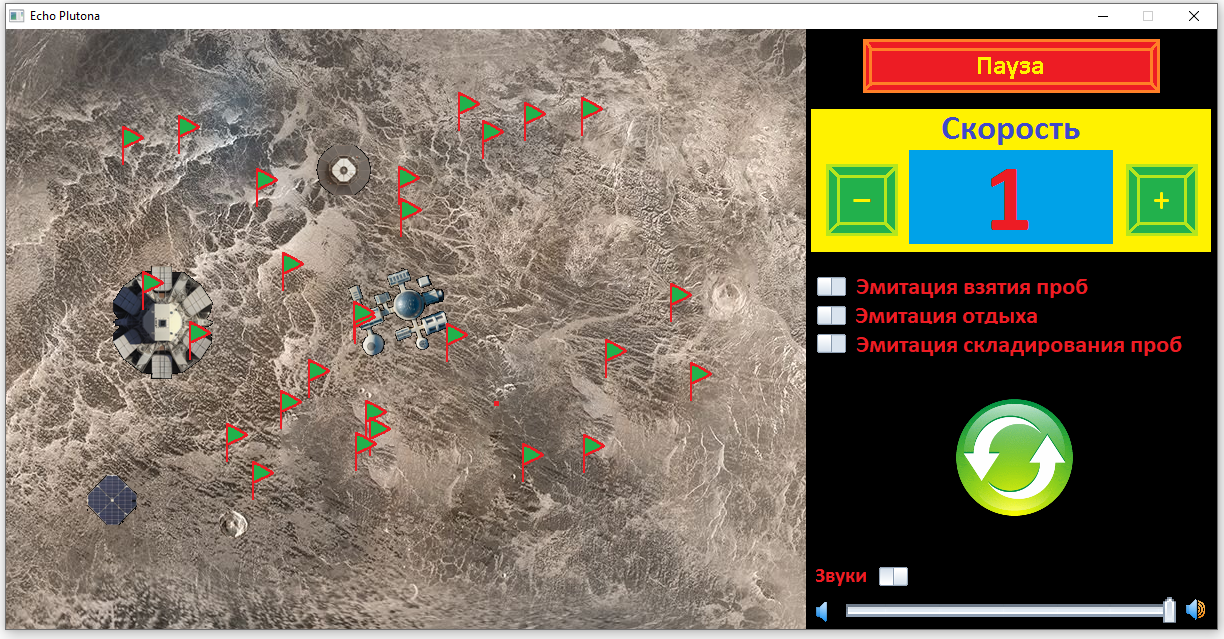 Echo Plutona
Пауза
Скорость
−
1
+
Эмитация взятия проб
Эмитация отдыха
Эмитация складирования проб
Звуки